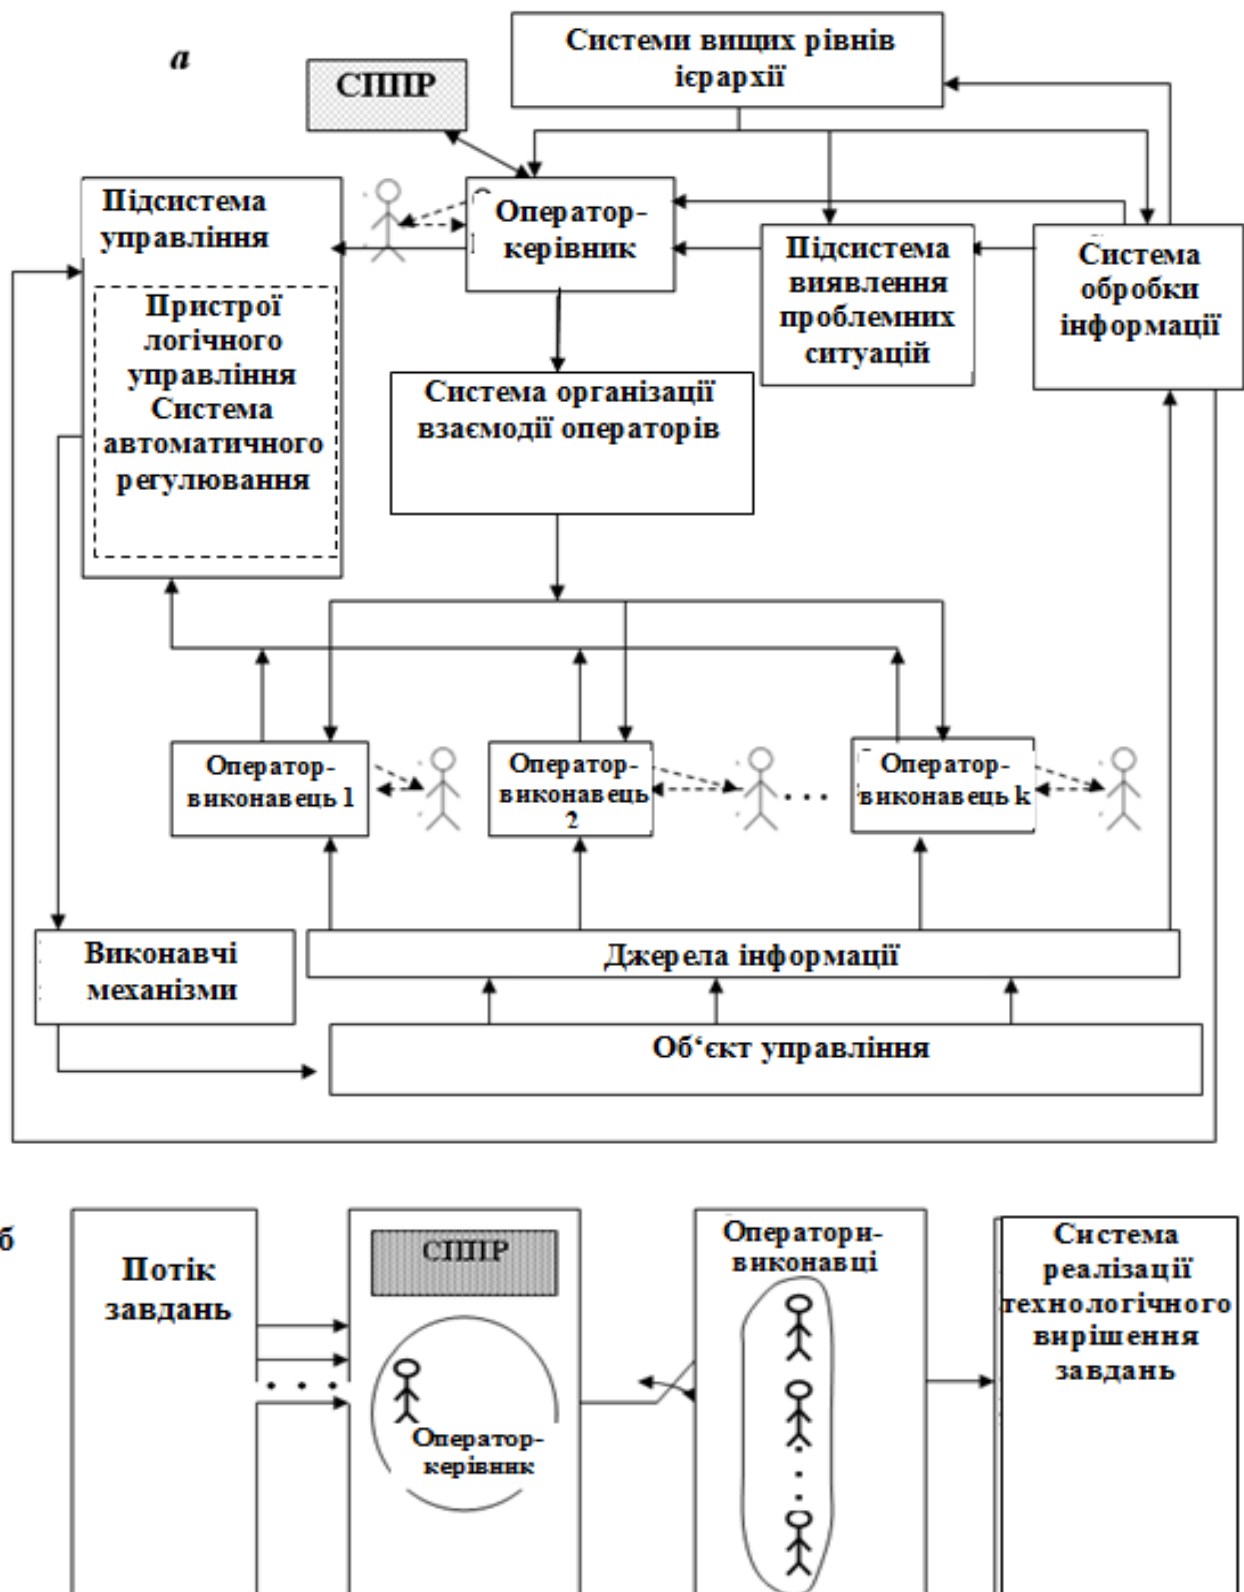 а
Системи вищих рівнів
ієрархії
СППР
Підсистема
управління
Оператор-
керівник
Підсистема
виявлення
проблемних
ситуацій
Система
обробки
інформації
Пристрої
логічного
управління
Система
автоматичного
регулювання
Система організації
взаємодії операторів
Оператор-
виконавець 1
Оператор-
виконавець
2
. . .
Оператор-
виконавець k
Виконавчі
механізми
Джерела інформації
Об‘єкт управління
б
Потік
завдань
. . .
СППР
Оператор-
керівник
Оператори-
виконавці
Система
реалізації
технологічного
вирішення
завдань